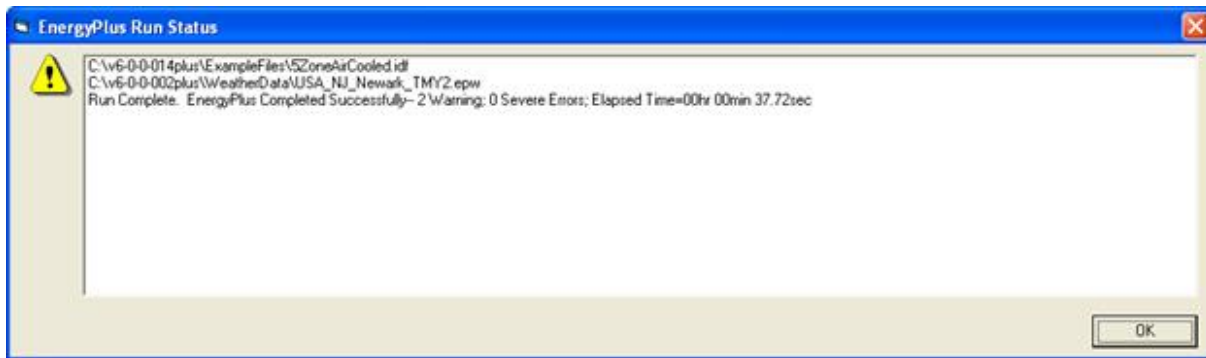 EnergyPlus Run Status
C:\v6-0-0-014plus\ExampleFiles\5ZoneAirCooled.idf
C:\v6-0-0-002plus\WeatherData\USA_NJ_Newark_TMY2.epw
Run Complete.  EnergyPlus Completed Successfully-- 2 Warning; 0 Severe Errors; Elapsed Time=00hr 00min 37.72sec
OK